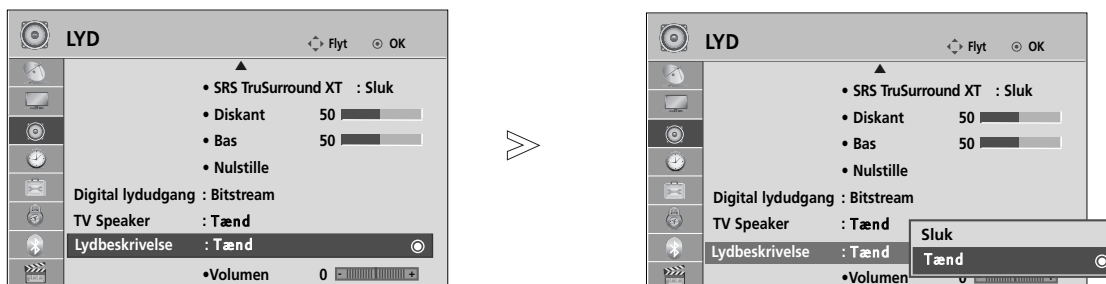 LYD
Flyt OK
• SRS TruSurround XT : Sluk
• Diskant 50
• Bas 50
• Nulstille
Digital lydudgang : Bitstream
TV Speaker : Tænd
Lydbeskrivelse : Tænd
•Volumen 0 - +
LYD
Flyt OK
• SRS TruSurround XT : Sluk
• Diskant 50
• Bas 50
• Nulstille
Digital lydudgang : Bitstream
TV Speaker : Tænd
Sluk
Lydbeskrivelse : Tænd
Tænd
•Volumen 0